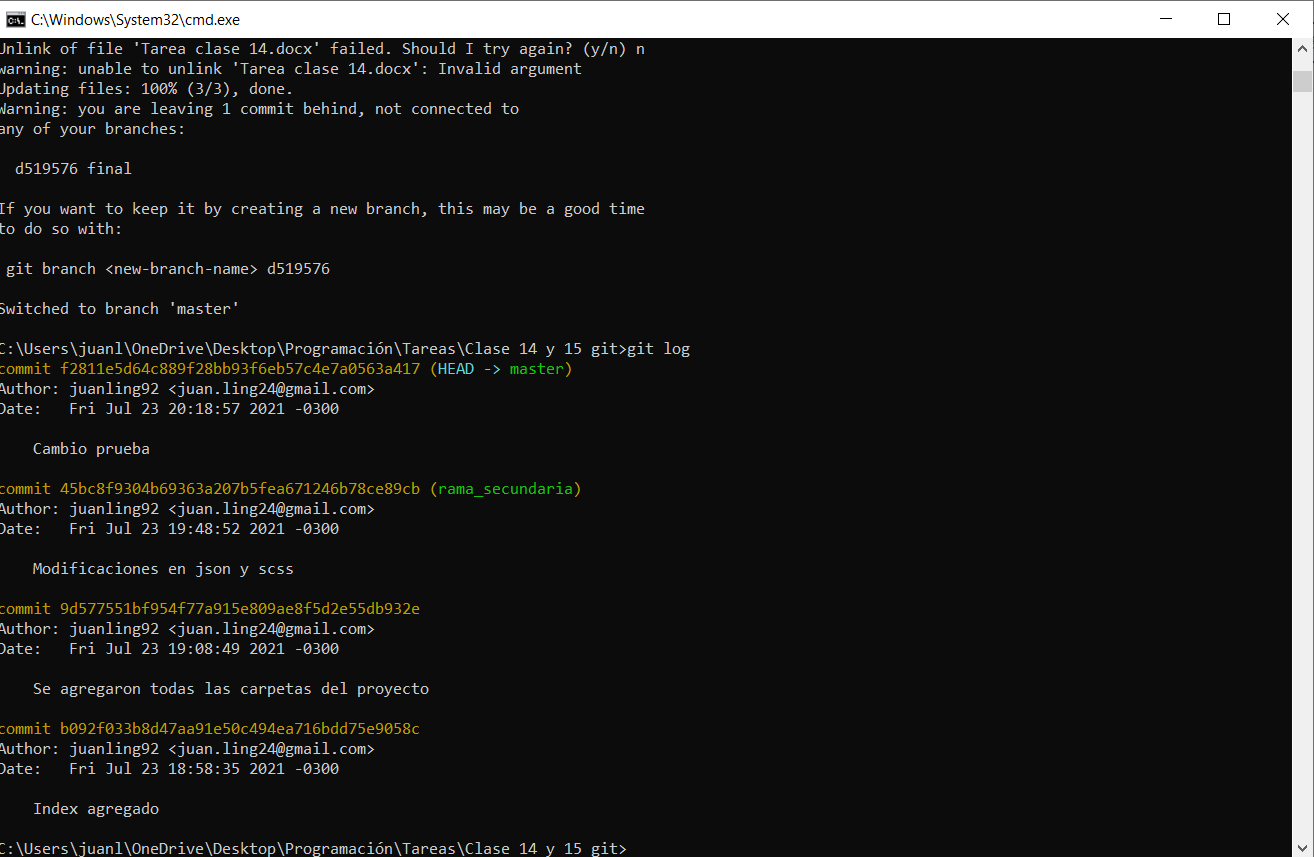 C:\Windows\System32\cmd.exe
Unlink of file 'Tarea clase 14.docx' failed. Should I try again? (y/n) n
warning: unable to unlink 'Tarea clase 14.docx': Invalid argument
Updating files: 100% (3/3), done.
Warning: you are leaving 1 commit behind, not connected to
any of your branches:
d519576 final
If you want to keep it by creating a new branch, this may be a good time
to do so with:
git branch <new-branch-name> d519576
Switched to branch 'master'
C:\Users\juanl\OneDrive\Desktop\Programación\Tareas\Clase 14 y 15 git>git log
commit f2811e5d64c889f28bb93f6eb57c4e7a0563a417 (HEAD -> master)
Author: juanling92 <juan.ling24@gmail.com>
Date:   Fri Jul 23 20:18:57 2021 -0300
Cambio prueba
commit 45bc8f9304b69363a207b5fea671246b78ce89cb (rama_secundaria)
Author: juanling92 <juan.ling24@gmail.com>
Date:   Fri Jul 23 19:48:52 2021 -0300
Modificaciones en json y scss
commit 9d577551bf954f77a915e809ae8f5d2e55db932e
Author: juanling92 <juan.ling24@gmail.com>
Date:   Fri Jul 23 19:08:49 2021 -0300
Se agregaron todas las carpetas del proyecto
commit b092f033b8d47aa91e50c494ea716bdd75e9058c
Author: juanling92 <juan.ling24@gmail.com>
Date:   Fri Jul 23 18:58:35 2021 -0300
Index agregado
C:\Users\juanl\OneDrive\Desktop\Programación\Tareas\Clase 14 y 15 git>